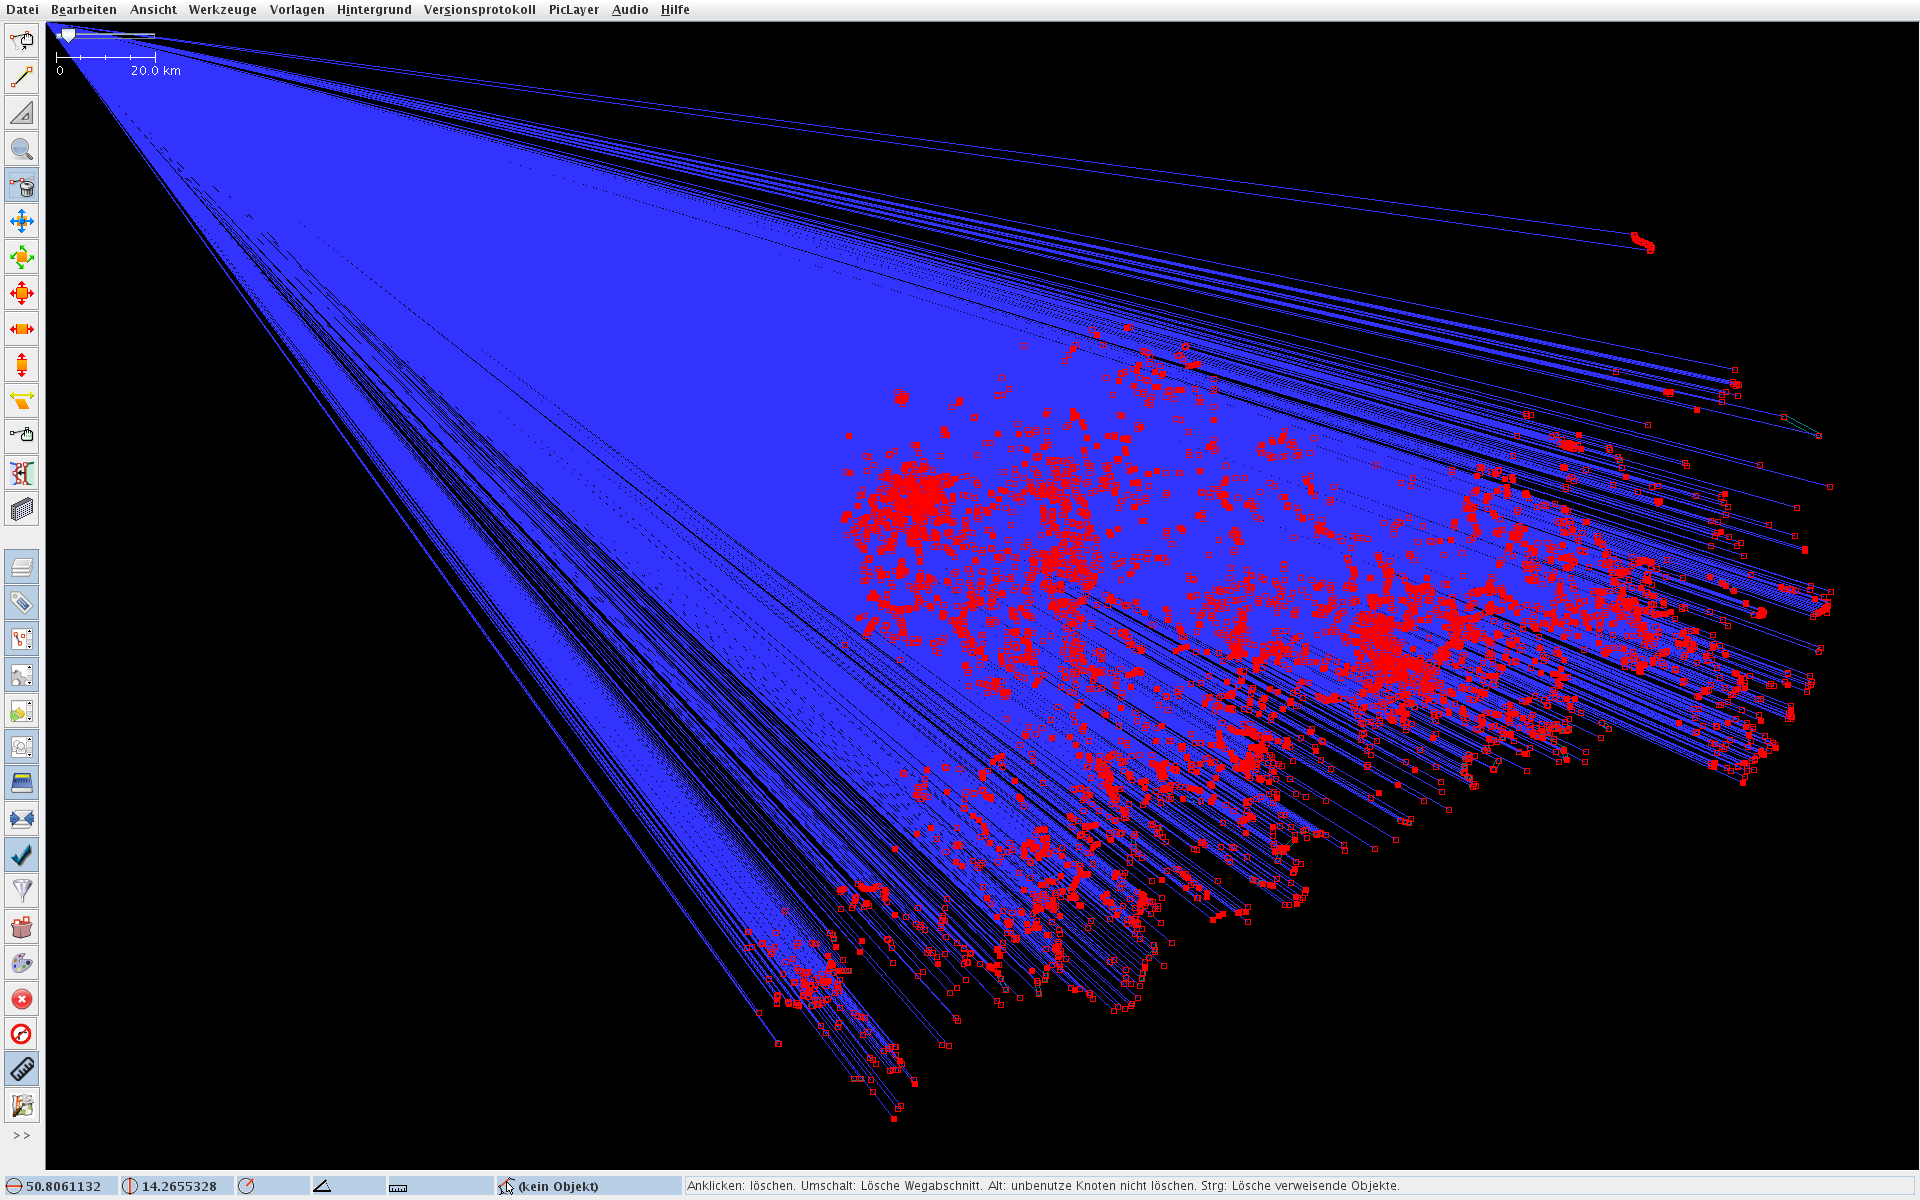 Datei Bearbeiten Ansicht Werkzeuge Vorlagen Hintergrund Versionsprotokoll PicLayer Audio Hilfe
0 20.0 km
>>
50.8061132 14.2655328 (kein Objekt) Anklicken: löschen. Umschalt: Lösche Wegabschnitt. Alt: unbenutze Knoten nicht löschen. Strg: Lösche verweisende Objekte.